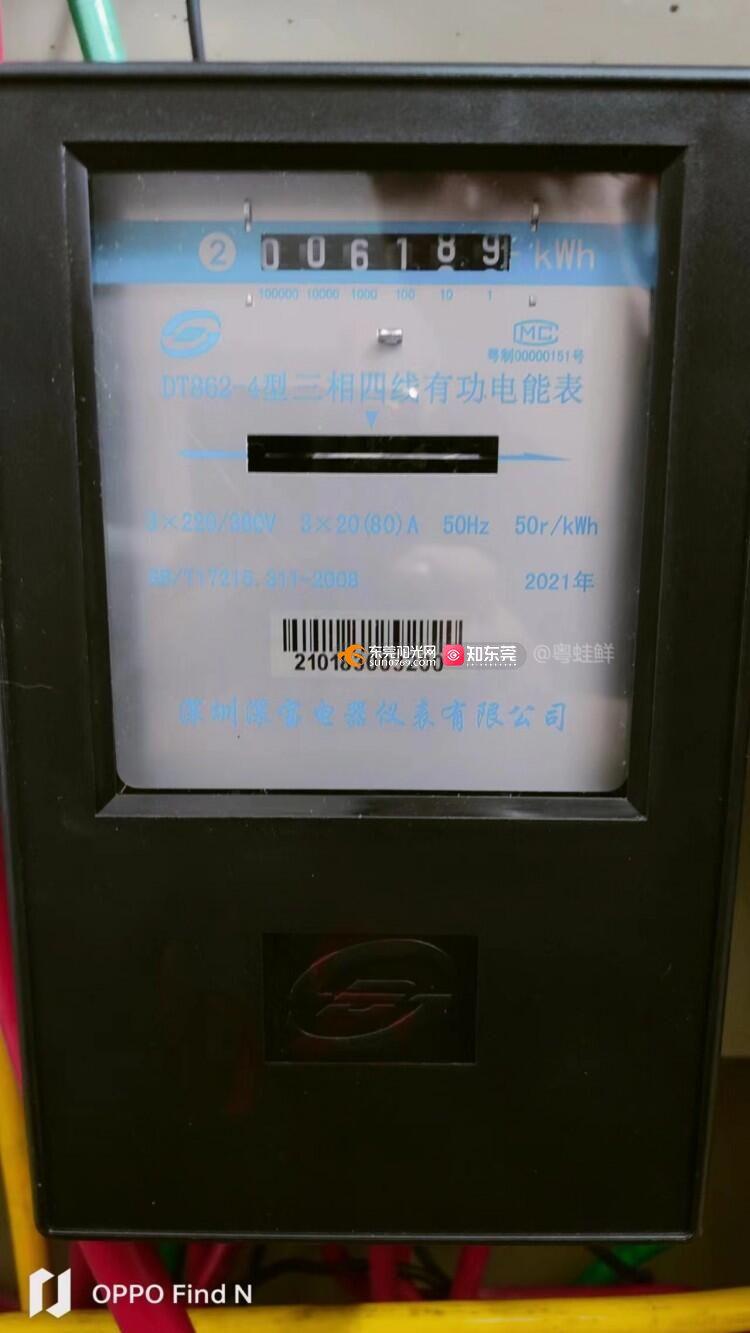 ② 006189 kWh
100000 10000 1000 100 10 1
MC
粤制00000151号
DT862-4型三相四线有功电能表
3×220/380V 3×20(80)A 50Hz 50r/kWh
GB/T17215.311-2008 2021年
东莞阳光网 知东莞 @粤蛙鲜
sun0769.com
深圳深宝电器仪表有限公司
OPPO Find N